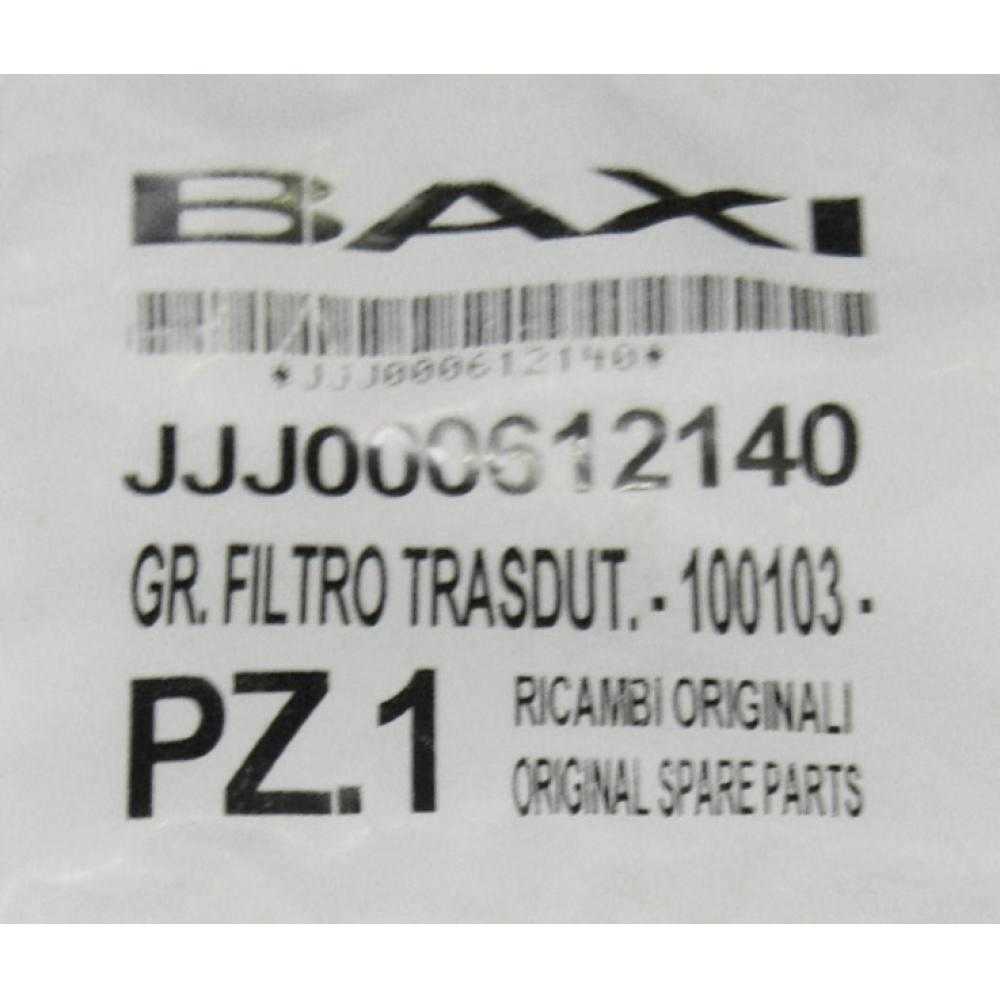 BAXI
*JJJ000612140*
JJJ000612140
GR. FILTRO TRASDUT. - 100103 -
PZ.1
RICAMBI ORIGINALI
ORIGINAL SPARE PARTS